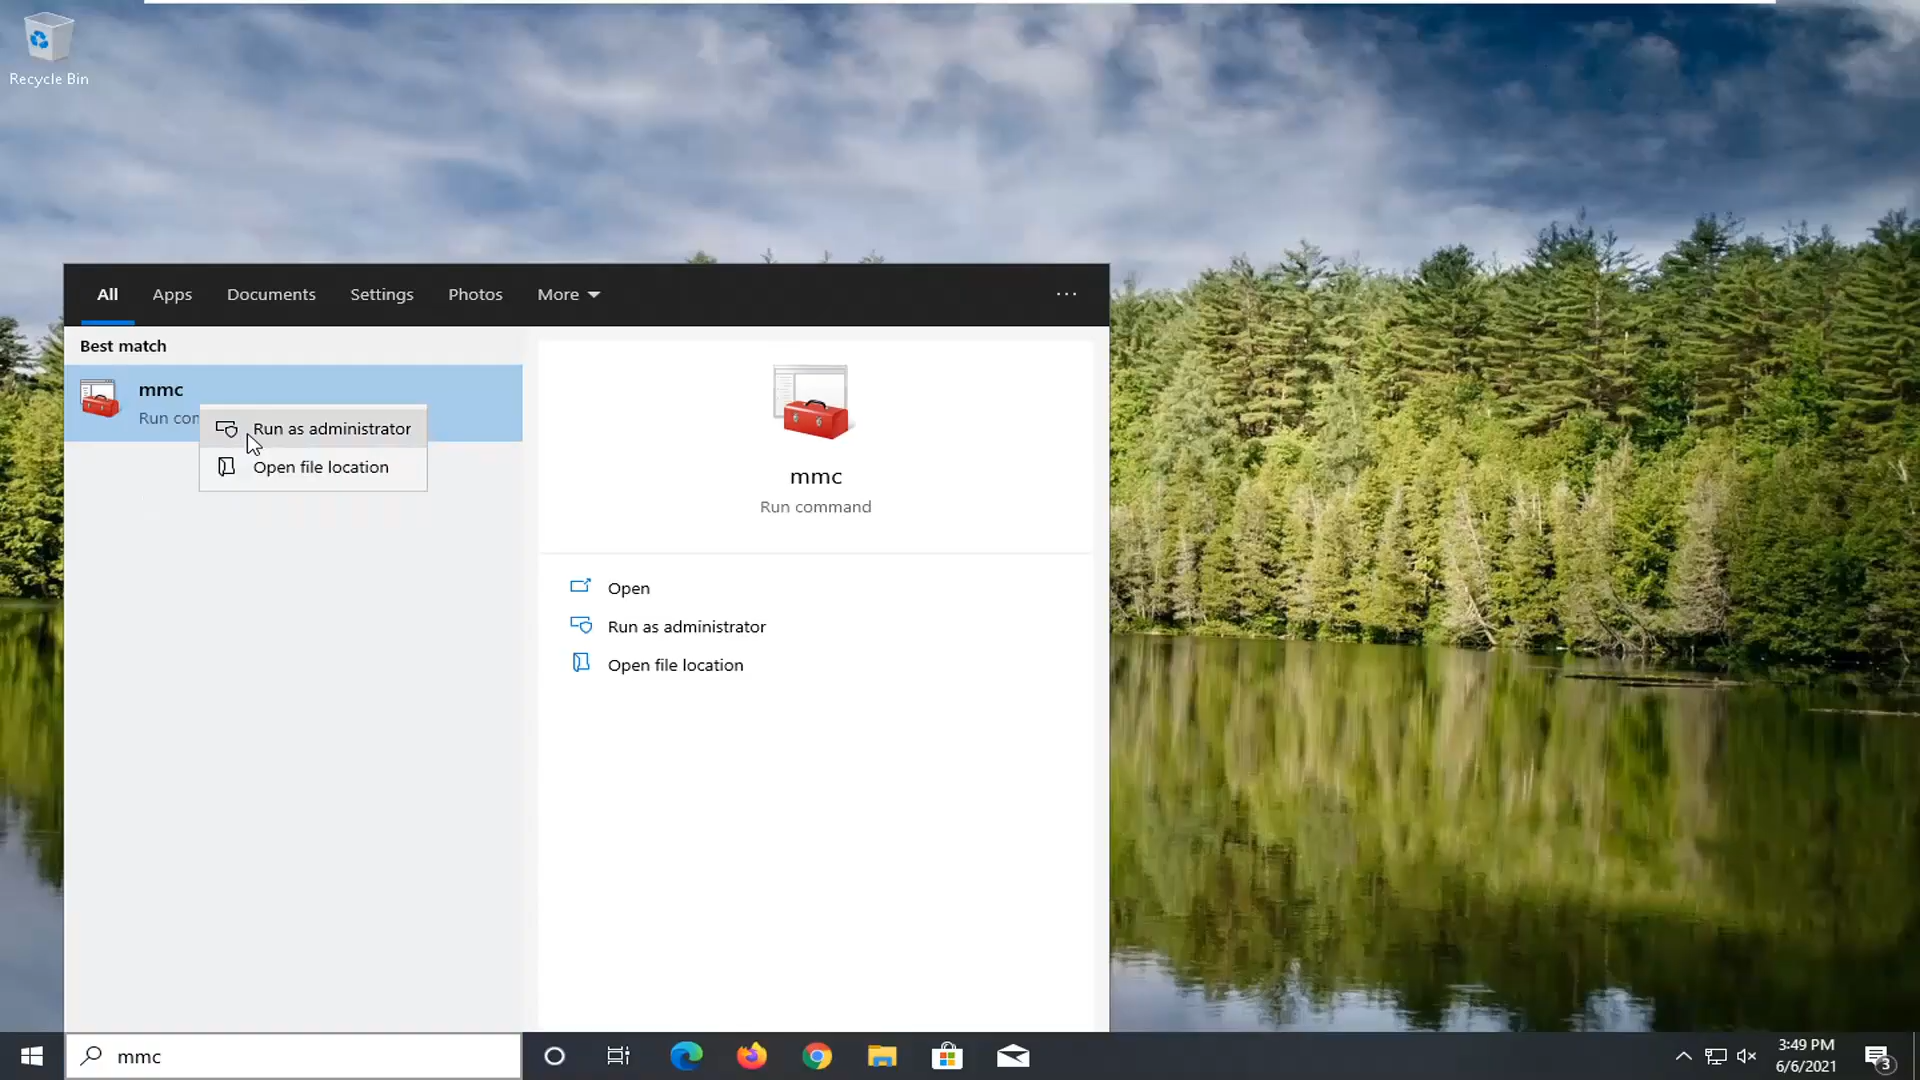 Recycle Bin
All
Apps
Documents
Settings
Photos
More
...
Best match
mmc
Run com
Run as administrator
Open file location
mmc
Run command
Open
Run as administrator
Open file location
mmc
3:49 PM
6/6/2021
3